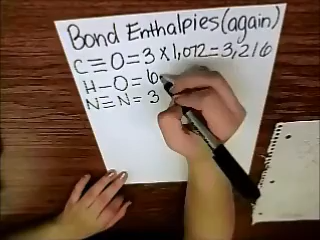 Bond Enthalpies (again)
C≡O=3×1,072=3,216
H-O=6
N≡N=3